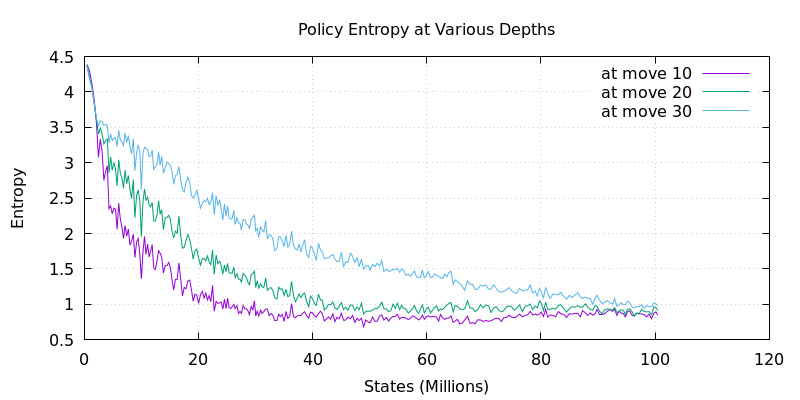 Policy Entropy at Various Depths
4.5
4
3.5
3
2.5
2
1.5
1
0.5
Entropy
at move 10
at move 20
at move 30
0 20 40 60 80 100 120
States (Millions)